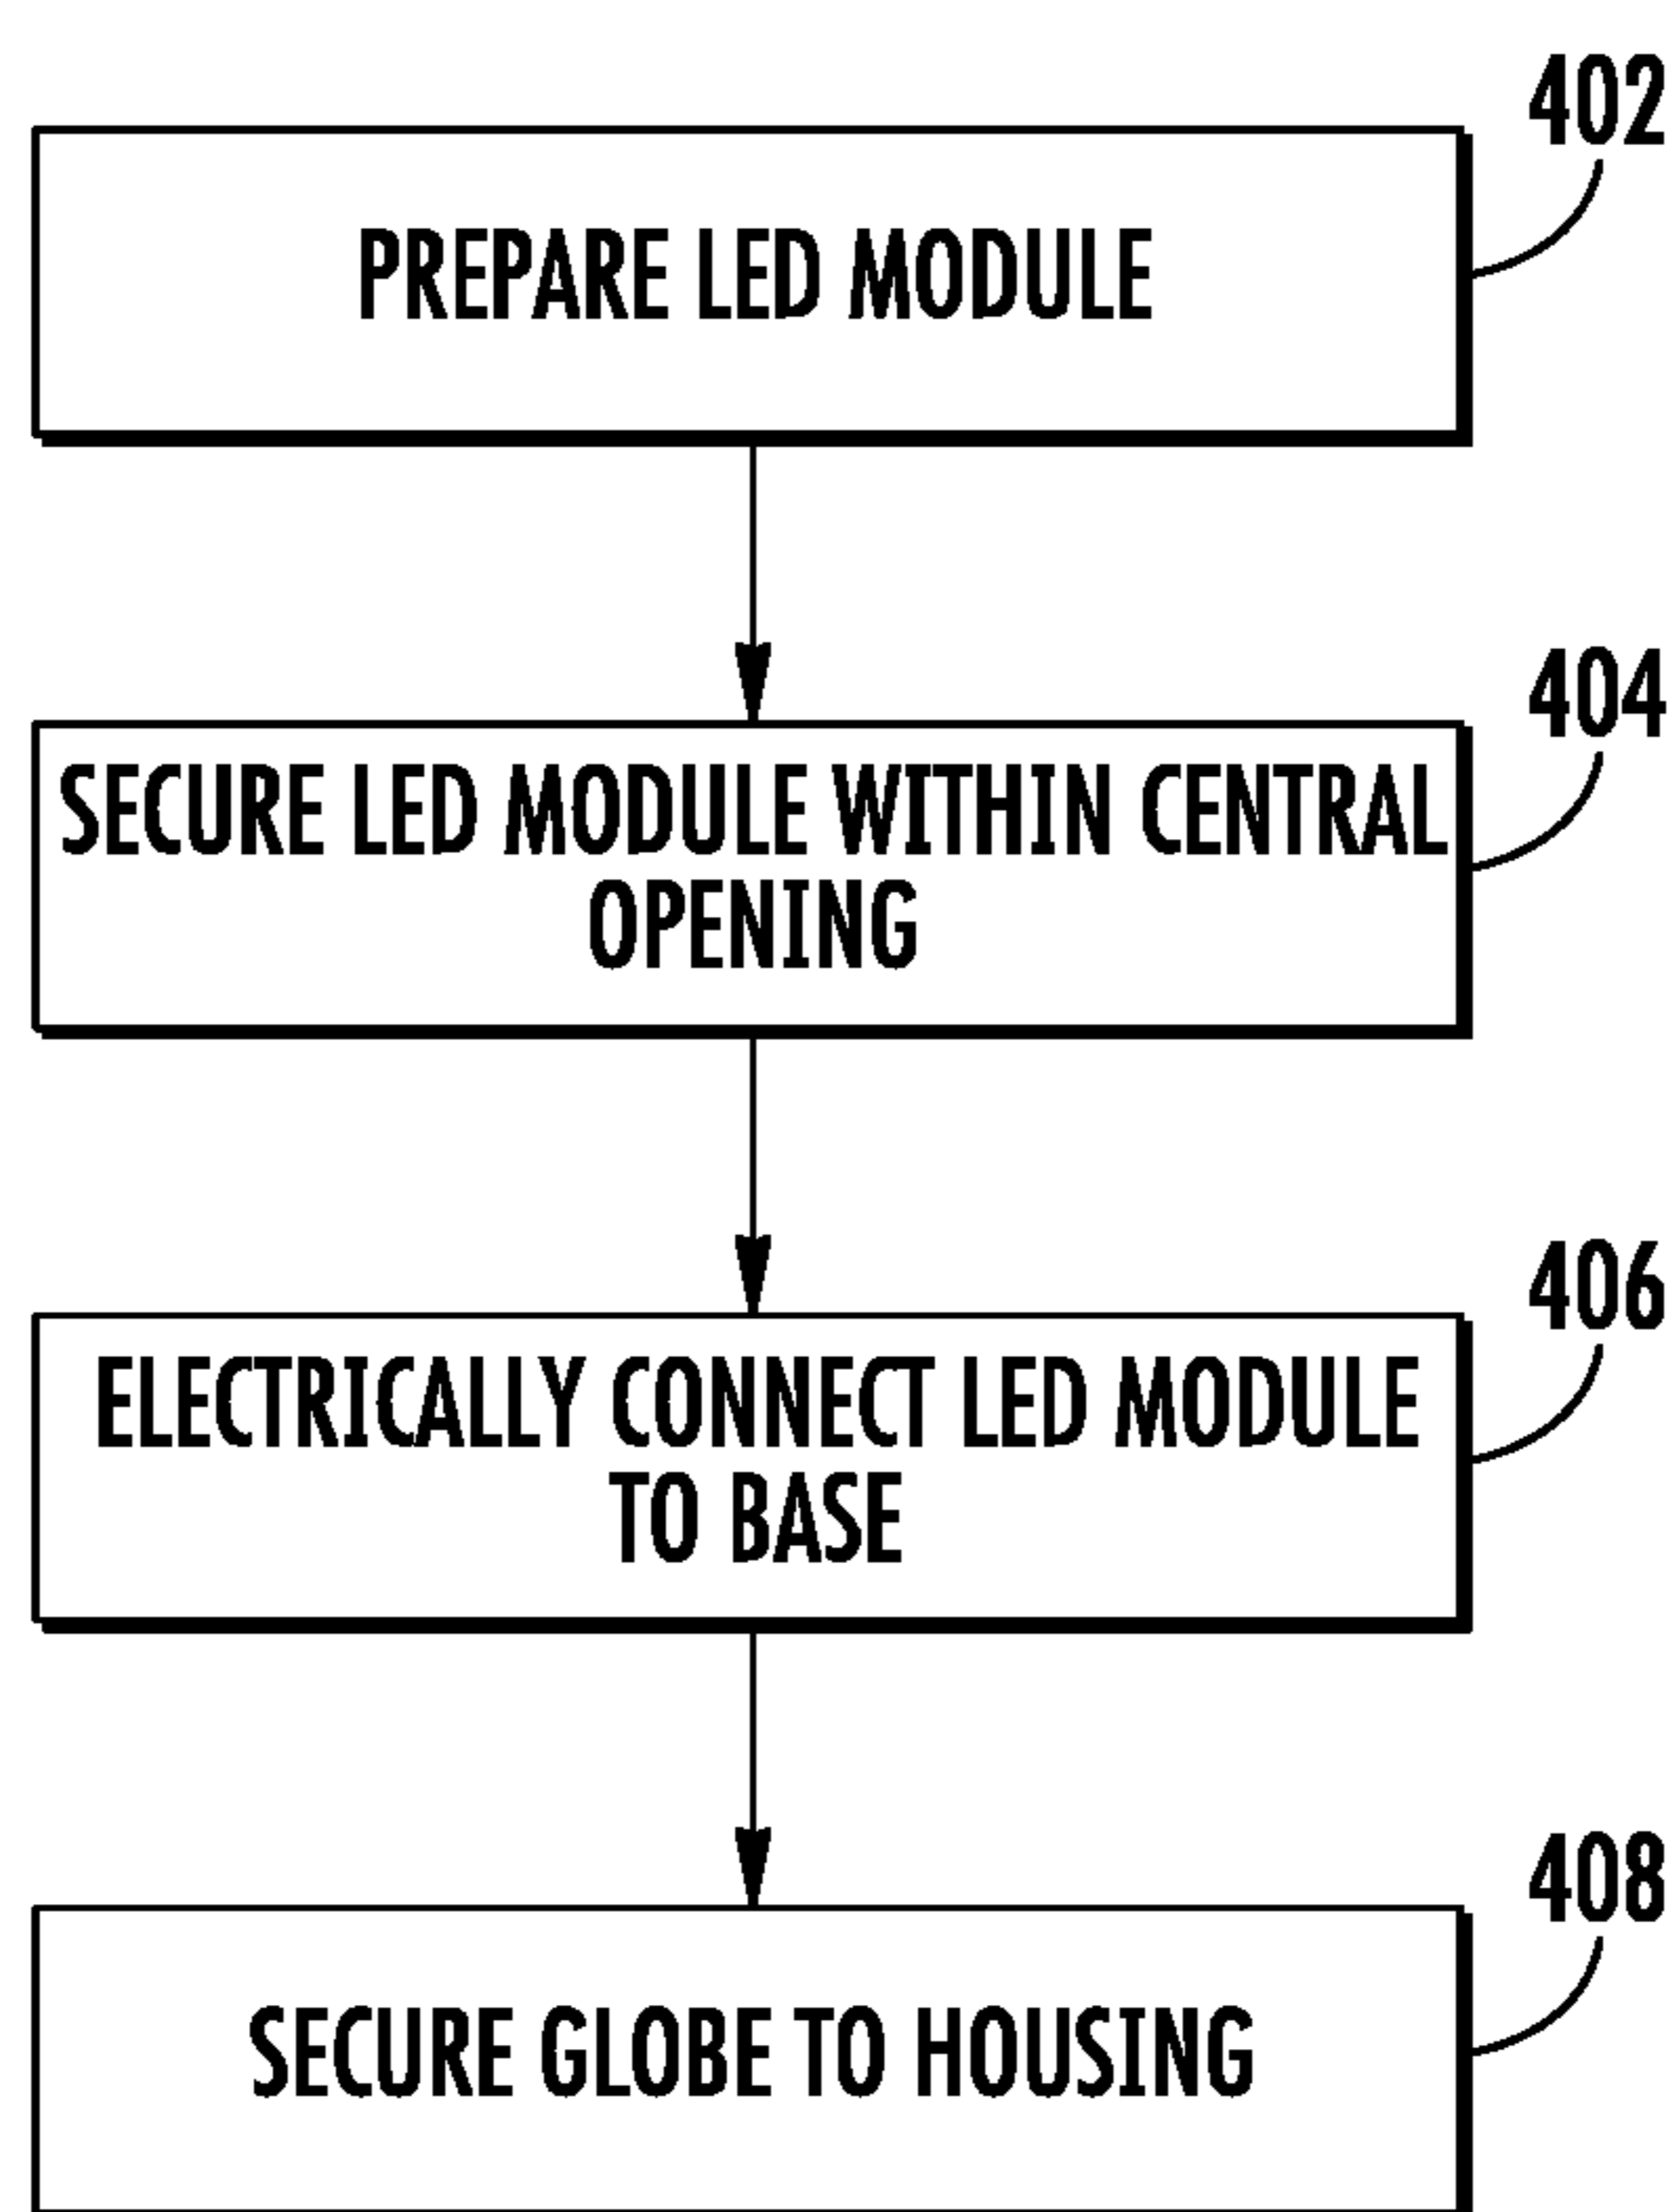 402
PREPARE LED MODULE
404
SECURE LED MODULE WITHIN CENTRAL
OPENING
406
ELECTRICALLY CONNECT LED MODULE
TO BASE
408
SECURE GLOBE TO HOUSING